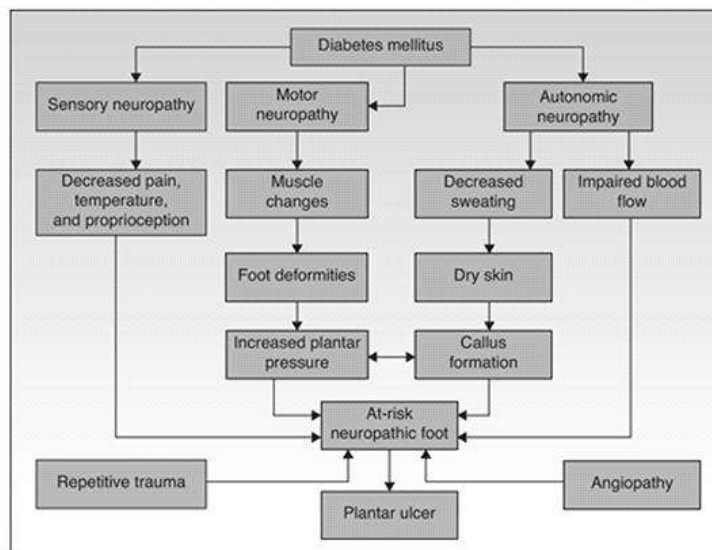 Diabetes mellitus
Sensory neuropathy
Motor
neuropathy
Autonomic
neuropathy
Decreased pain,
temperature,
and proprioception
Muscle
changes
Decreased
sweating
Impaired blood
flow
Foot deformities
Dry skin
Increased plantar
pressure
Callus
formation
At-risk
neuropathic foot
Repetitive trauma
Angiopathy
Plantar ulcer